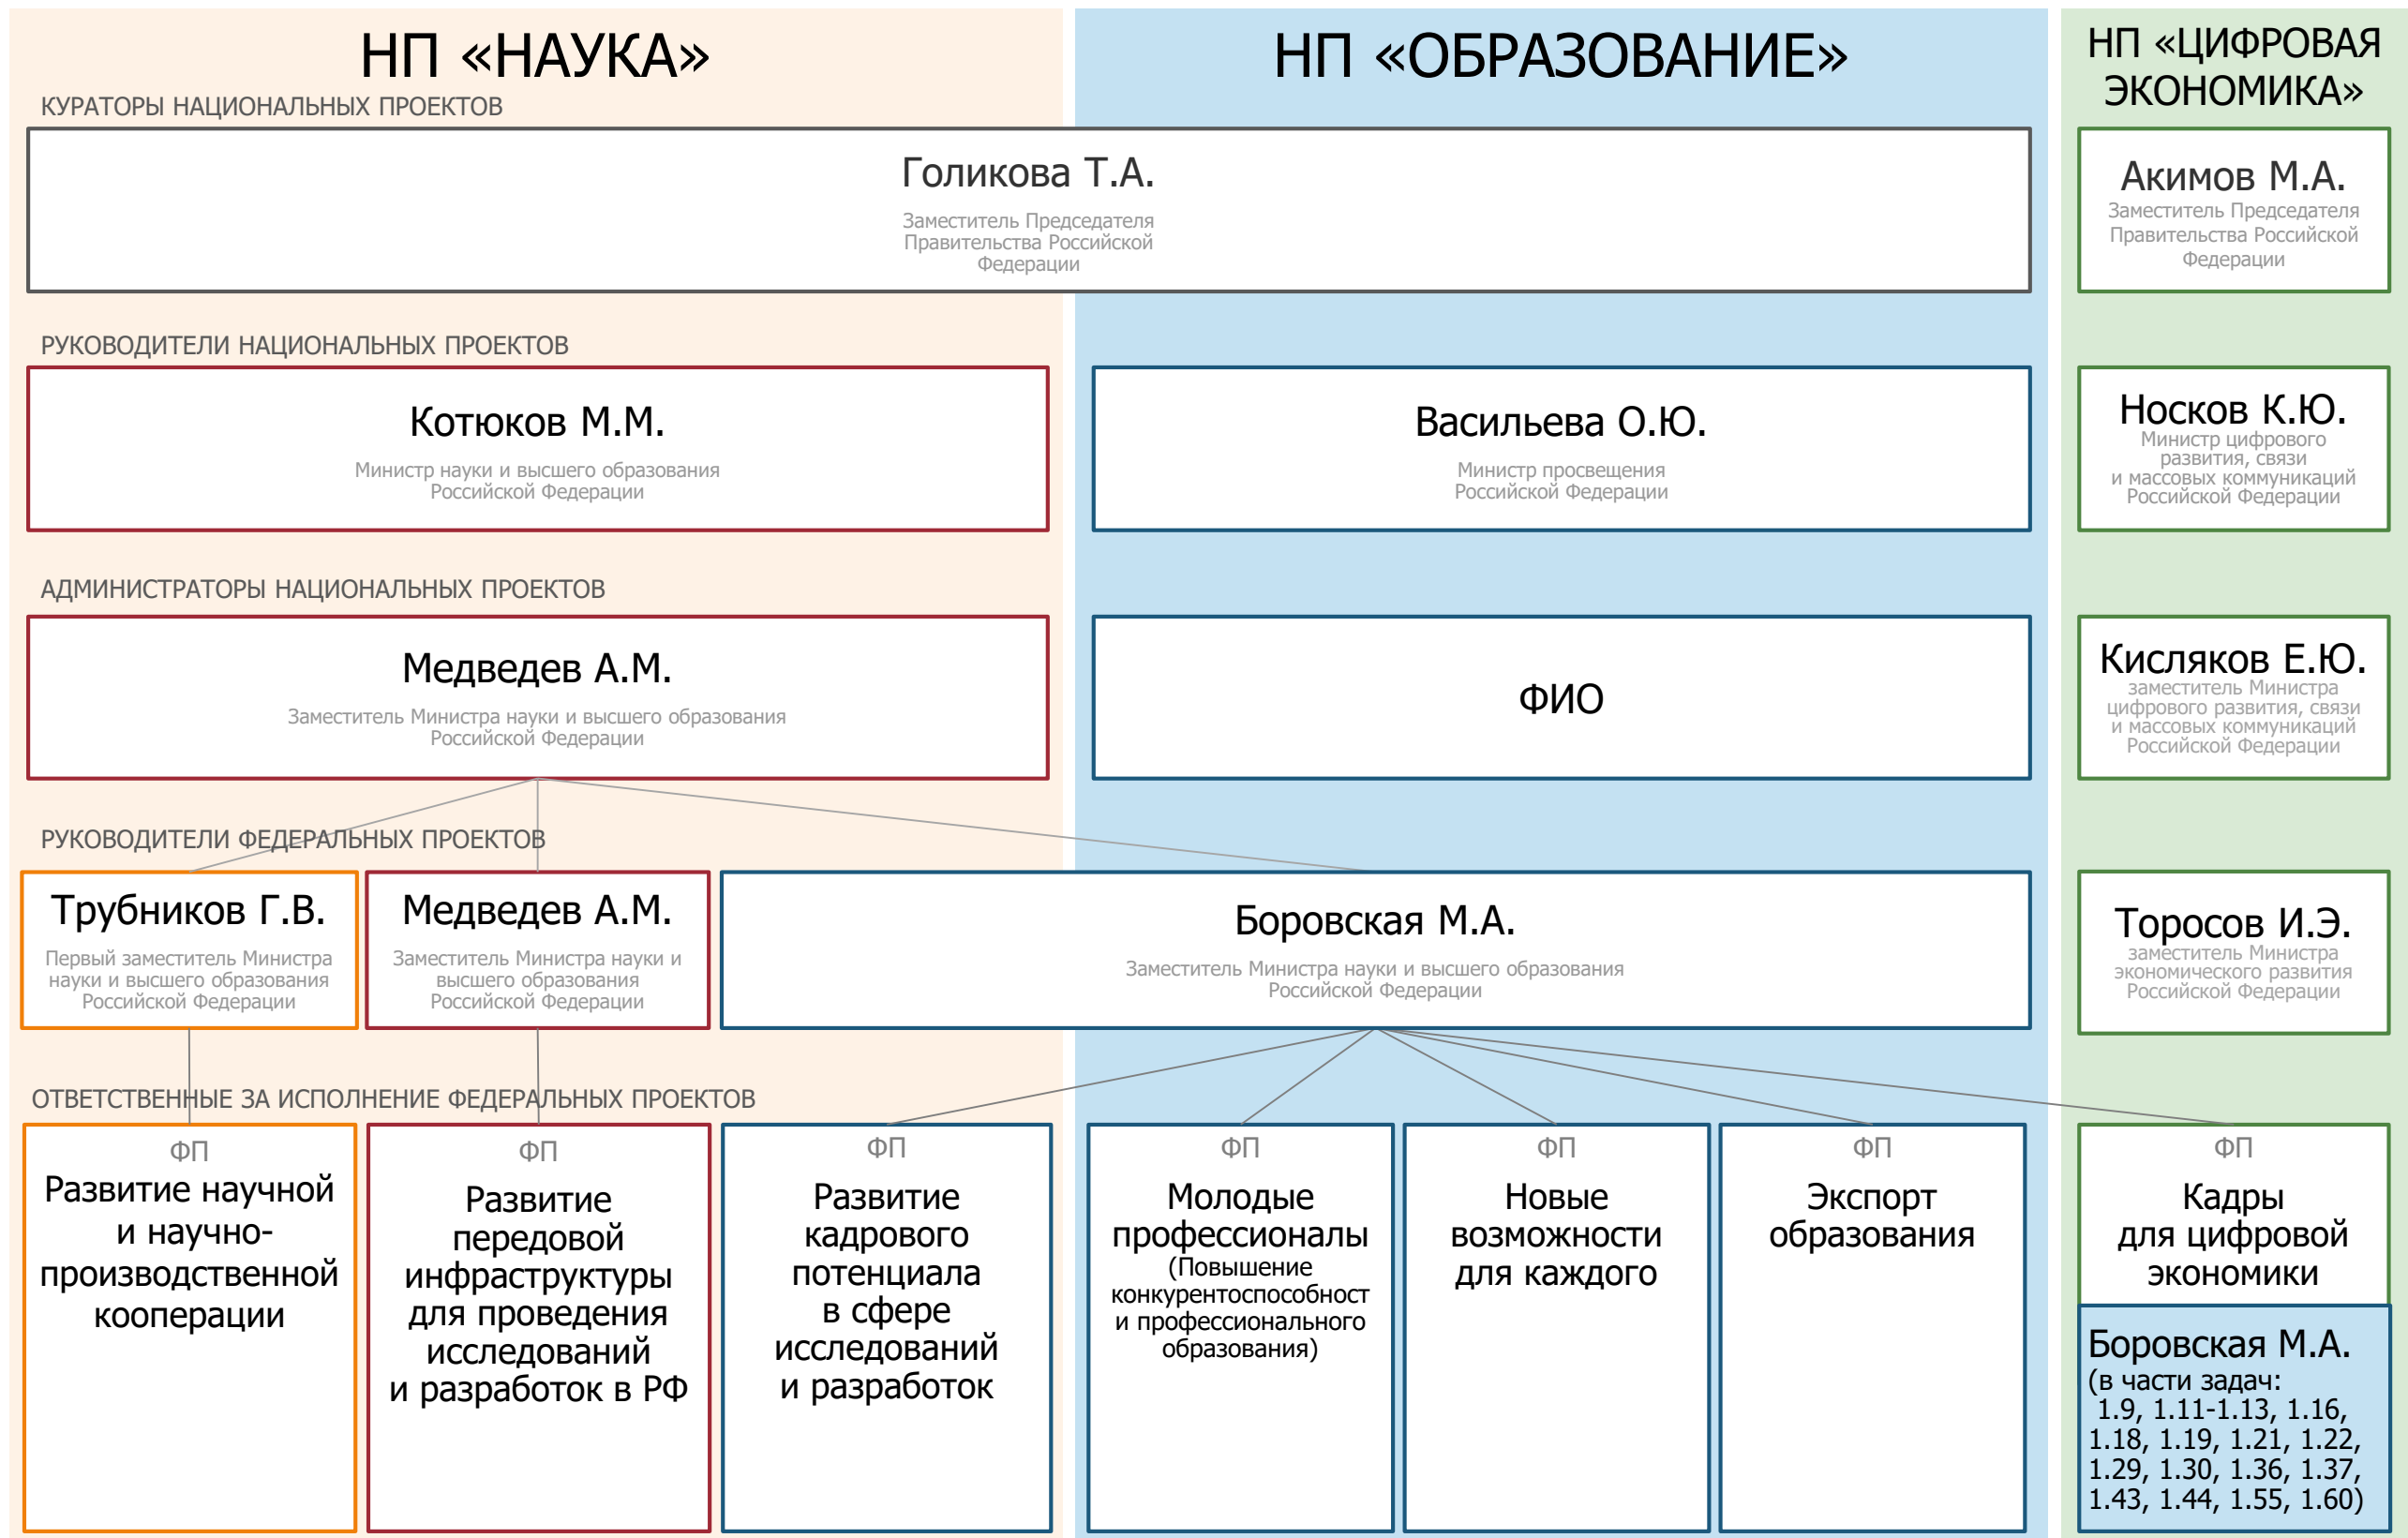 НП «НАУКА»
НП «ОБРАЗОВАНИЕ»
НП «ЦИФРОВАЯ
ЭКОНОМИКА»
КУРАТОРЫ НАЦИОНАЛЬНЫХ ПРОЕКТОВ
Голикова Т.А.
Заместитель Председателя
Правительства Российской
Федерации
Акимов М.А.
Заместитель Председателя
Правительства Российской
Федерации
РУКОВОДИТЕЛИ НАЦИОНАЛЬНЫХ ПРОЕКТОВ
Котюков М.М.
Министр науки и высшего образования
Российской Федерации
Васильева О.Ю.
Министр просвещения
Российской Федерации
Носков К.Ю.
Министр цифрового
развития, связи
и массовых коммуникаций
Российской Федерации
АДМИНИСТРАТОРЫ НАЦИОНАЛЬНЫХ ПРОЕКТОВ
Медведев А.М.
Заместитель Министра науки и высшего образования
Российской Федерации
ФИО
Кисляков Е.Ю.
заместитель Министра
цифрового развития, связи
и массовых коммуникаций
Российской Федерации
РУКОВОДИТЕЛИ ФЕДЕРАЛЬНЫХ ПРОЕКТОВ
Трубников Г.В.
Первый заместитель Министра
науки и высшего образования
Российской Федерации
Медведев А.М.
Заместитель Министра науки и
высшего образования
Российской Федерации
Боровская М.А.
Заместитель Министра науки и высшего образования
Российской Федерации
Торосов И.Э.
заместитель Министра
экономического развития
Российской Федерации
ОТВЕТСТВЕННЫЕ ЗА ИСПОЛНЕНИЕ ФЕДЕРАЛЬНЫХ ПРОЕКТОВ
ФП
Развитие научной
и научно-
производственной
кооперации
ФП
Развитие
передовой
инфраструктуры
для проведения
исследований
и разработок в РФ
ФП
Развитие
кадрового
потенциала
в сфере
исследований
и разработок
ФП
Молодые
профессионалы
(Повышение
конкурентоспособност
и профессионального
образования)
ФП
Новые
возможности
для каждого
ФП
Экспорт
образования
ФП
Кадры
для цифровой
экономики
Боровская М.А.
(в части задач:
1.9, 1.11-1.13, 1.16,
1.18, 1.19, 1.21, 1.22,
1.29, 1.30, 1.36, 1.37,
1.43, 1.44, 1.55, 1.60)